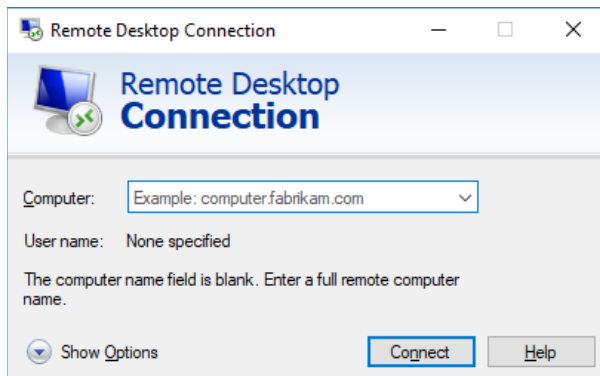 Remote Desktop Connection
Remote Desktop
Connection
Computer: Example: computer.fabrikam.com
User name: None specified
The computer name field is blank. Enter a full remote computer
name.
Show Options Connect Help